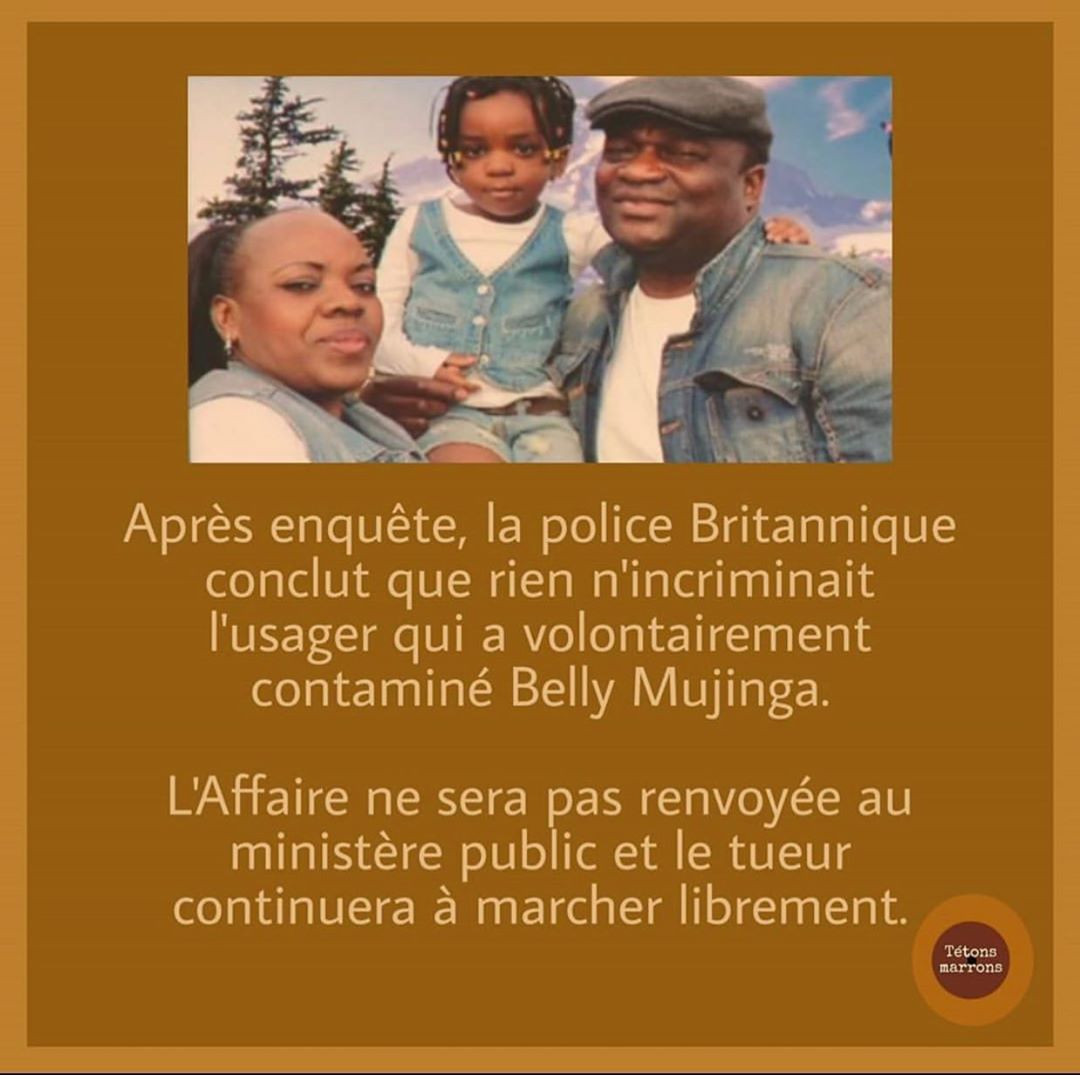 Après enquête, la police Britannique
conclut que rien n'incriminait
l'usager qui a volontairement
contaminé Belly Mujinga.
L'Affaire ne sera pas renvoyée au
ministère public et le tueur
continuera à marcher librement.
Tétons
marrons